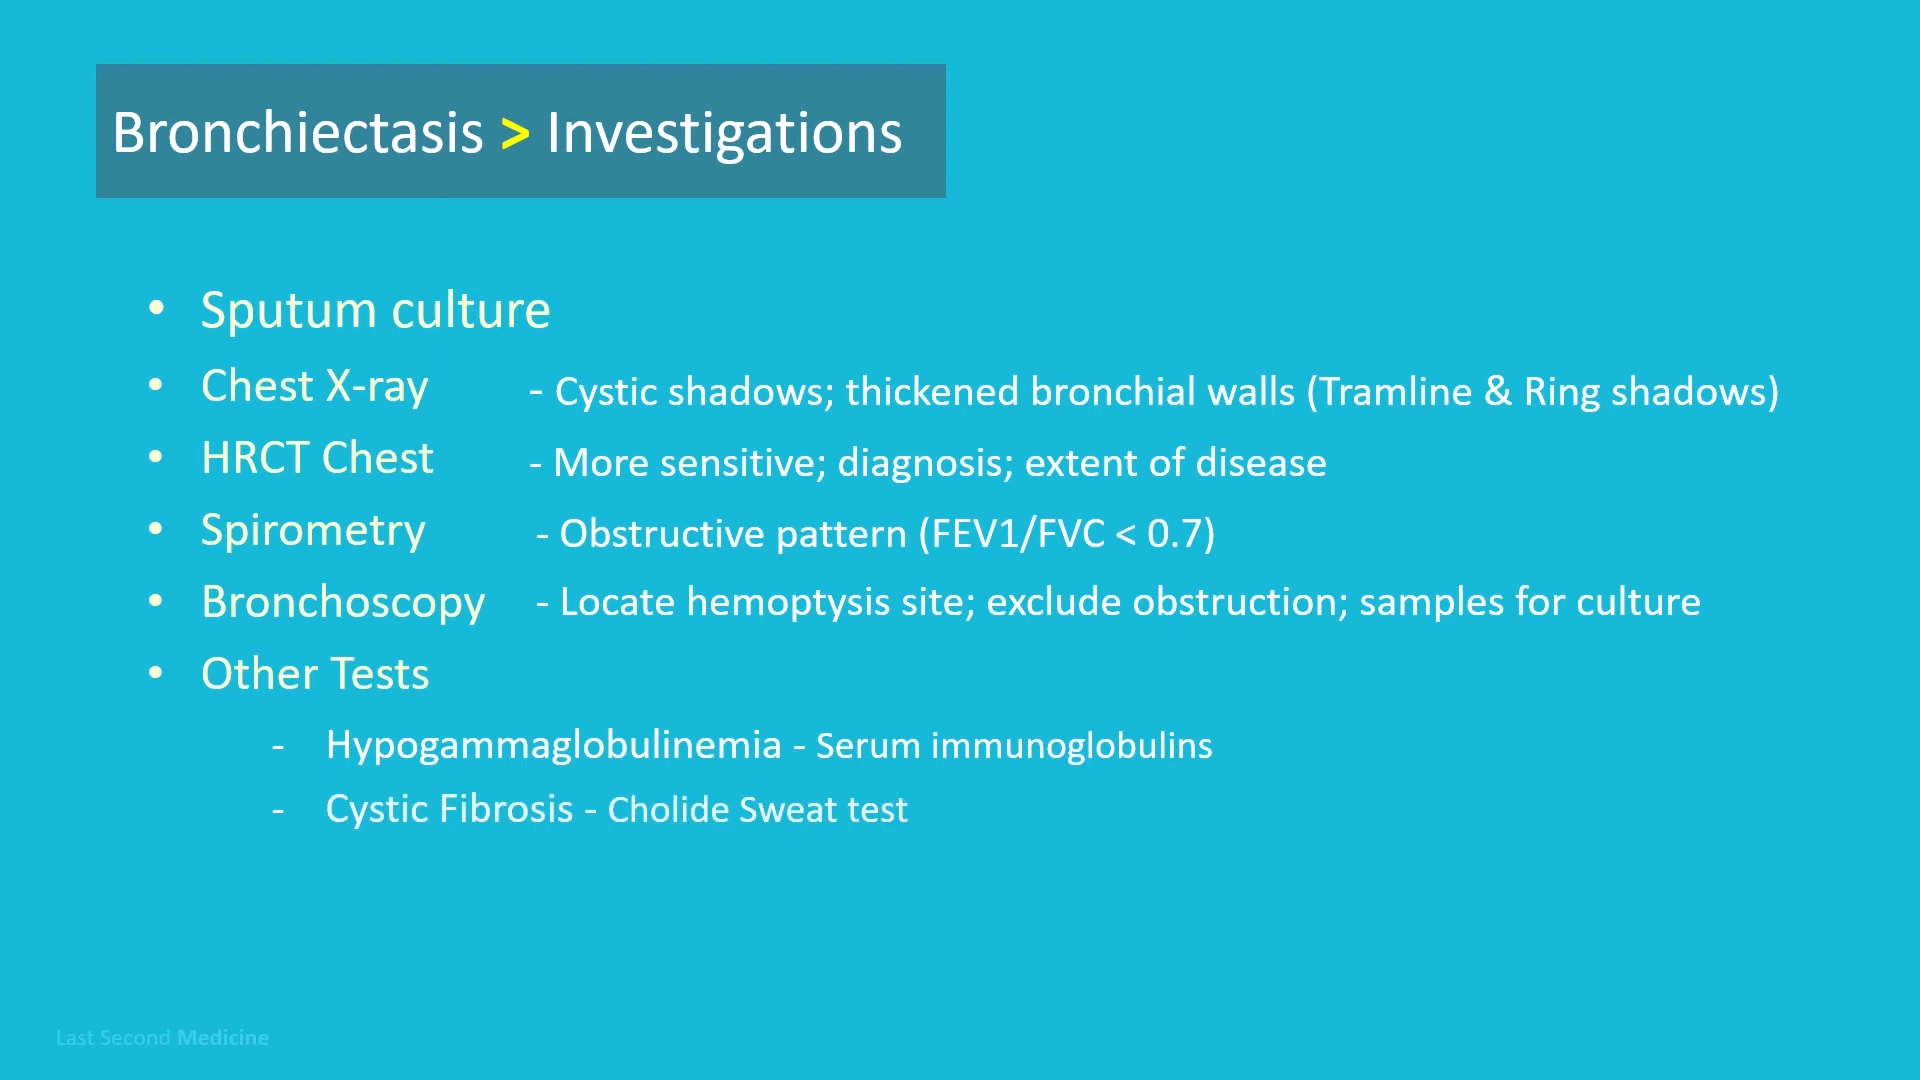 Bronchiectasis > Investigations
• Sputum culture
• Chest X-ray - Cystic shadows; thickened bronchial walls (Tramline & Ring shadows)
• HRCT Chest - More sensitive; diagnosis; extent of disease
• Spirometry - Obstructive pattern (FEV1/FVC < 0.7)
• Bronchoscopy - Locate hemoptysis site; exclude obstruction; samples for culture
• Other Tests
- Hypogammaglobulinemia - Serum immunoglobulins
- Cystic Fibrosis - Cholide Sweat test
Last Second Medicine